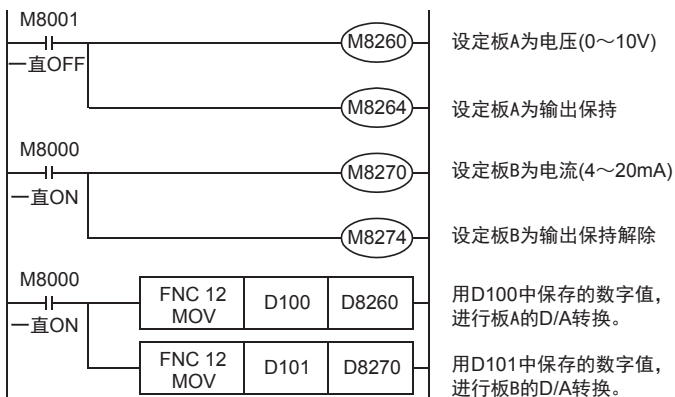 M8001
一直OFF
M8260
设定板A为电压(0～10V)
M8264
设定板A为输出保持
M8000
一直ON
M8270
设定板B为电流(4～20mA)
M8274
设定板B为输出保持解除
M8000
一直ON
FNC 12
MOV
D100
D8260
用D100中保存的数字值，
进行板A的D/A转换。
FNC 12
MOV
D101
D8270
用D101中保存的数字值，
进行板B的D/A转换。